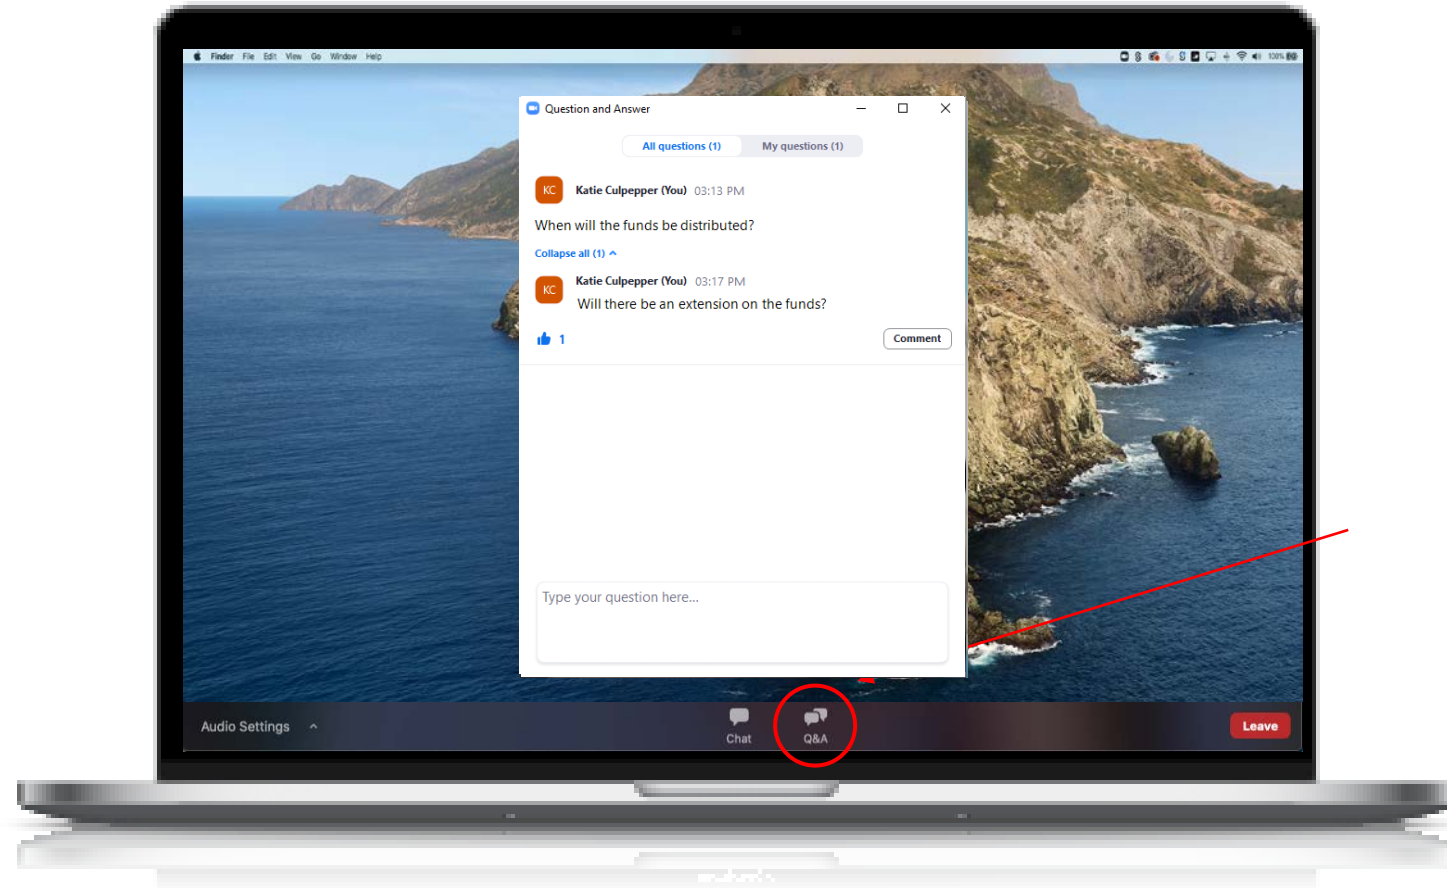 Finder File Edit View Go Window Help
100%
Question and Answer
All questions (1) My questions (1)
KC Katie Culpepper (You) 03:13 PM
When will the funds be distributed?
Collapse all (1)
KC Katie Culpepper (You) 03:17 PM
Will there be an extension on the funds?
1 Comment
Type your question here...
Audio Settings Chat Q&A Leave